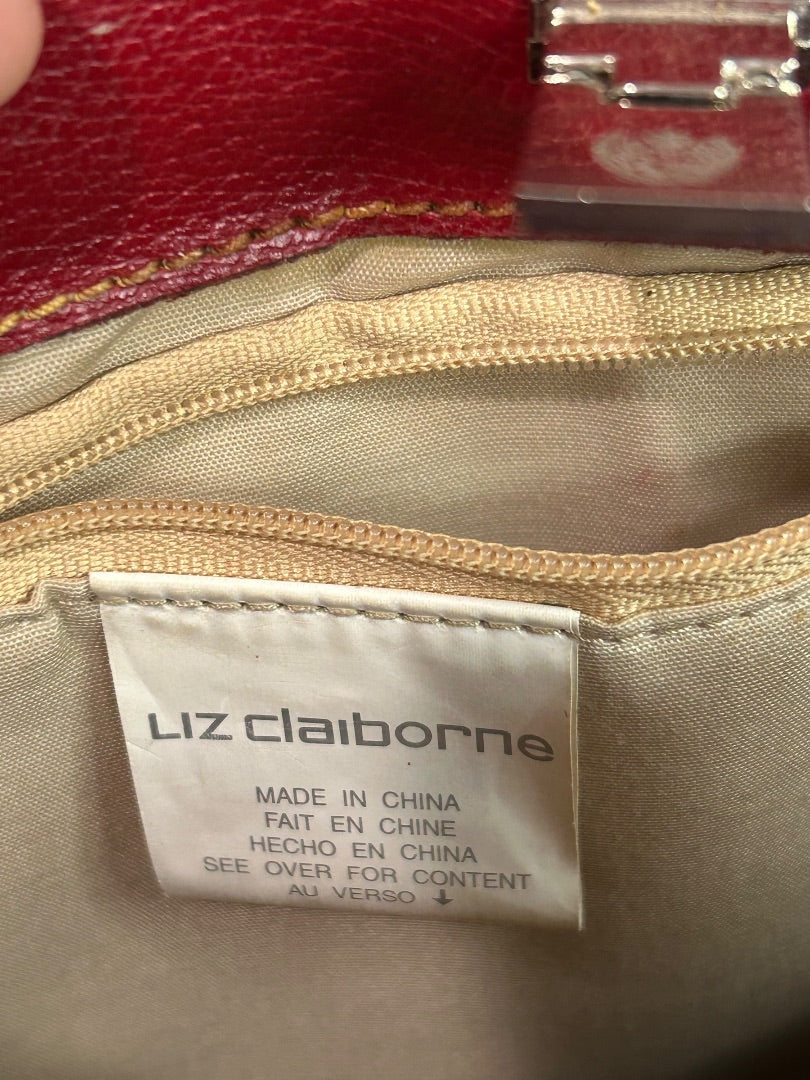 LIZ claiborne
MADE IN CHINA
FAIT EN CHINE
HECHO EN CHINA
SEE OVER FOR CONTENT
AU VERSO ↓